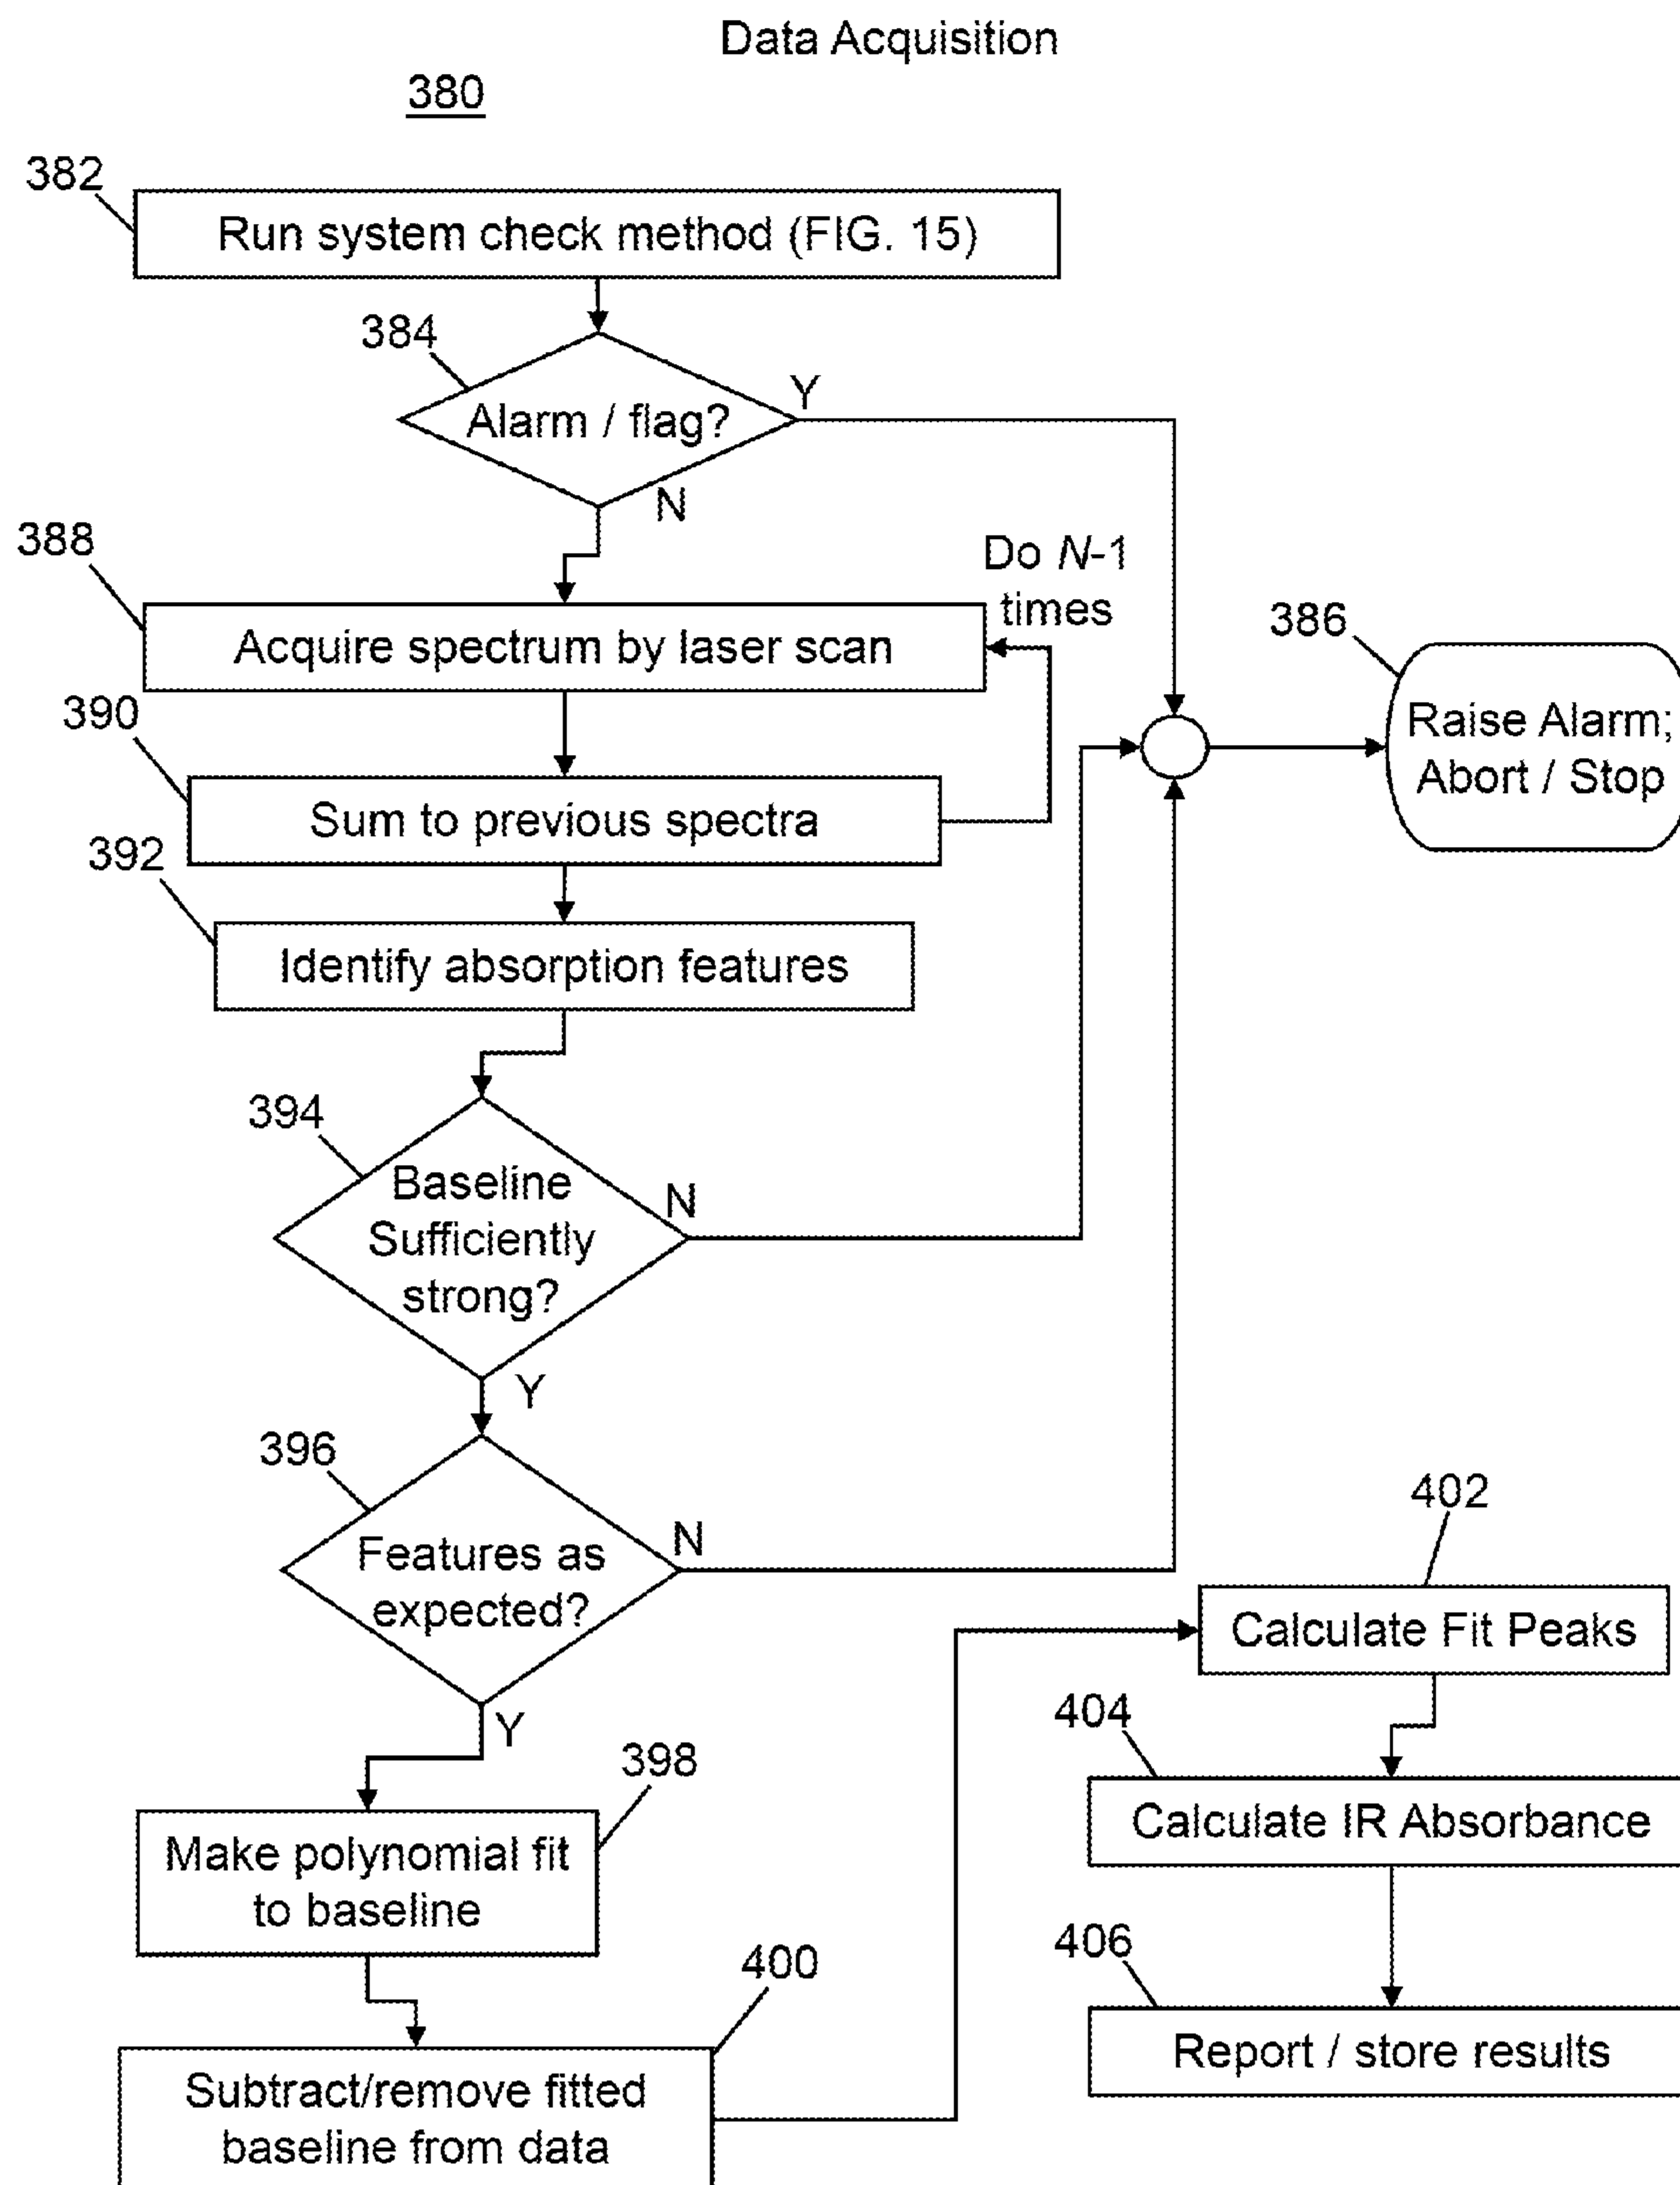 Data Acquisition
380
382
Run system check method (FIG. 15)
384
Alarm / flag?
Y
N
388
Do N-1
times
Acquire spectrum by laser scan
386
Raise Alarm;
Abort / Stop
390
Sum to previous spectra
392
Identify absorption features
394
Baseline
Sufficiently
strong?
N
Y
396
Features as
expected?
N
Y
398
Make polynomial fit
to baseline
400
Subtract/remove fitted
baseline from data
402
Calculate Fit Peaks
404
Calculate IR Absorbance
406
Report / store results